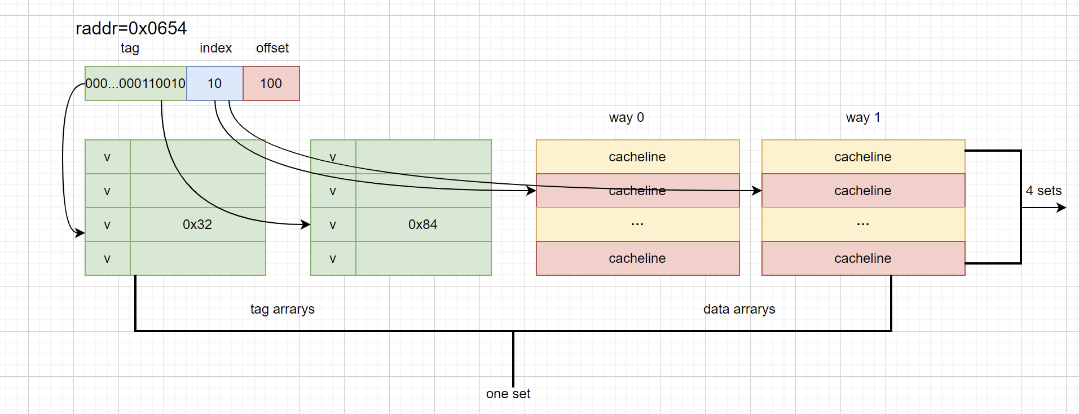 raddr=0x0654
tag index offset
000...000110010 10 100
way 0 way 1
v v cacheline cacheline
v v cacheline cacheline 4 sets
v 0x32 v 0x84 ... ...
v v cacheline cacheline
tag arrarys data arrarys
one set